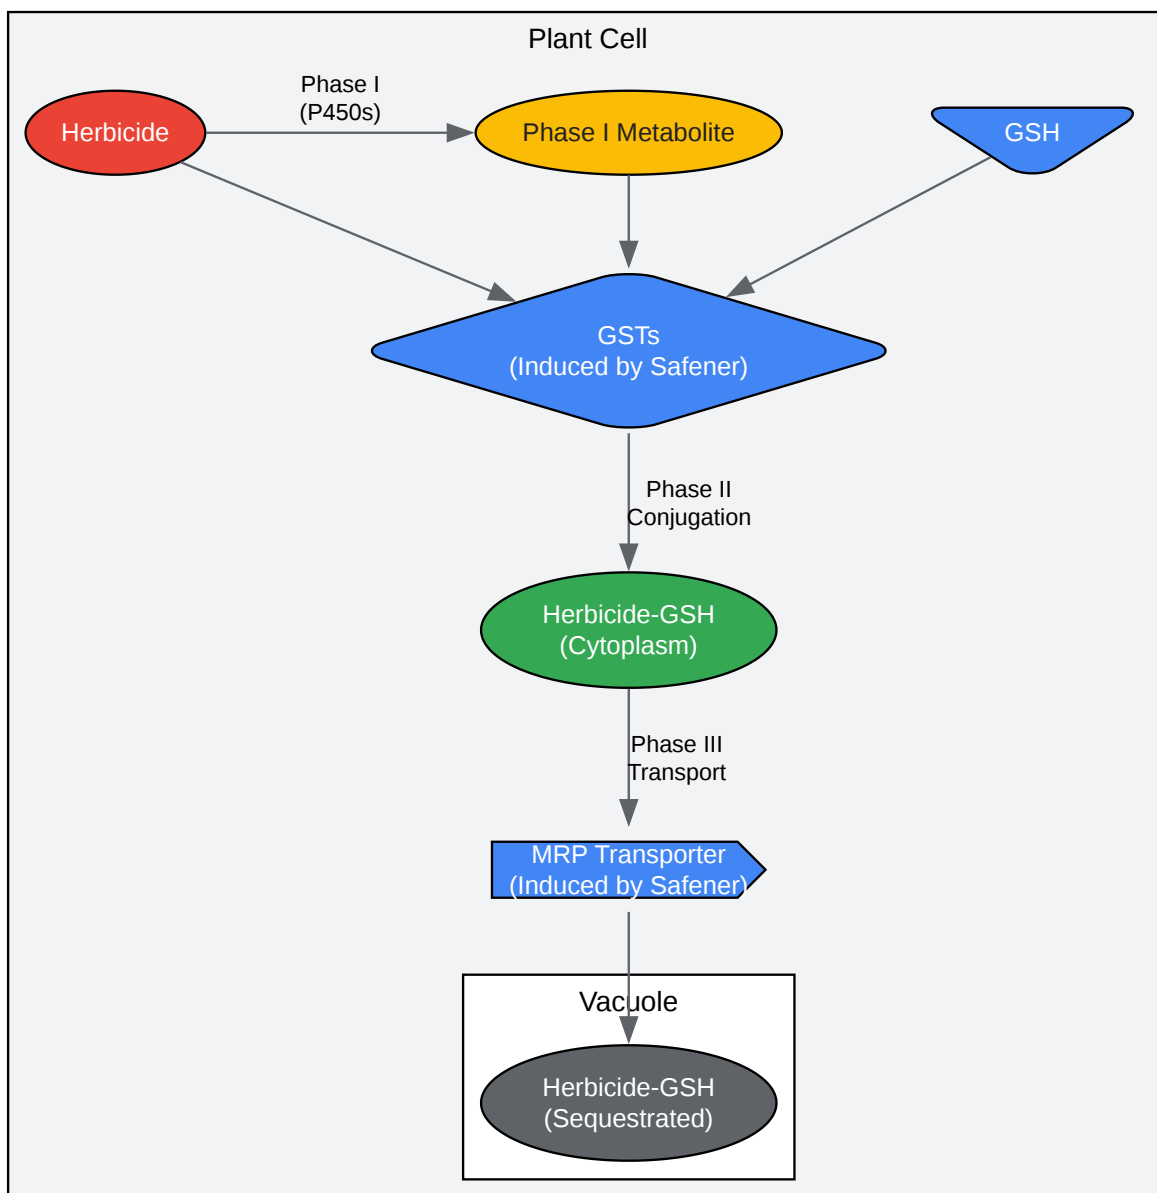 Plant Cell
Phase I
(P450s)
Herbicide
Phase I Metabolite
GSH
GSTs
(Induced by Safener)
Phase II
Conjugation
Herbicide-GSH
(Cytoplasm)
Phase III
Transport
MRP Transporter
(Induced by Safener)
Vacuole
Herbicide-GSH
(Sequestrated)